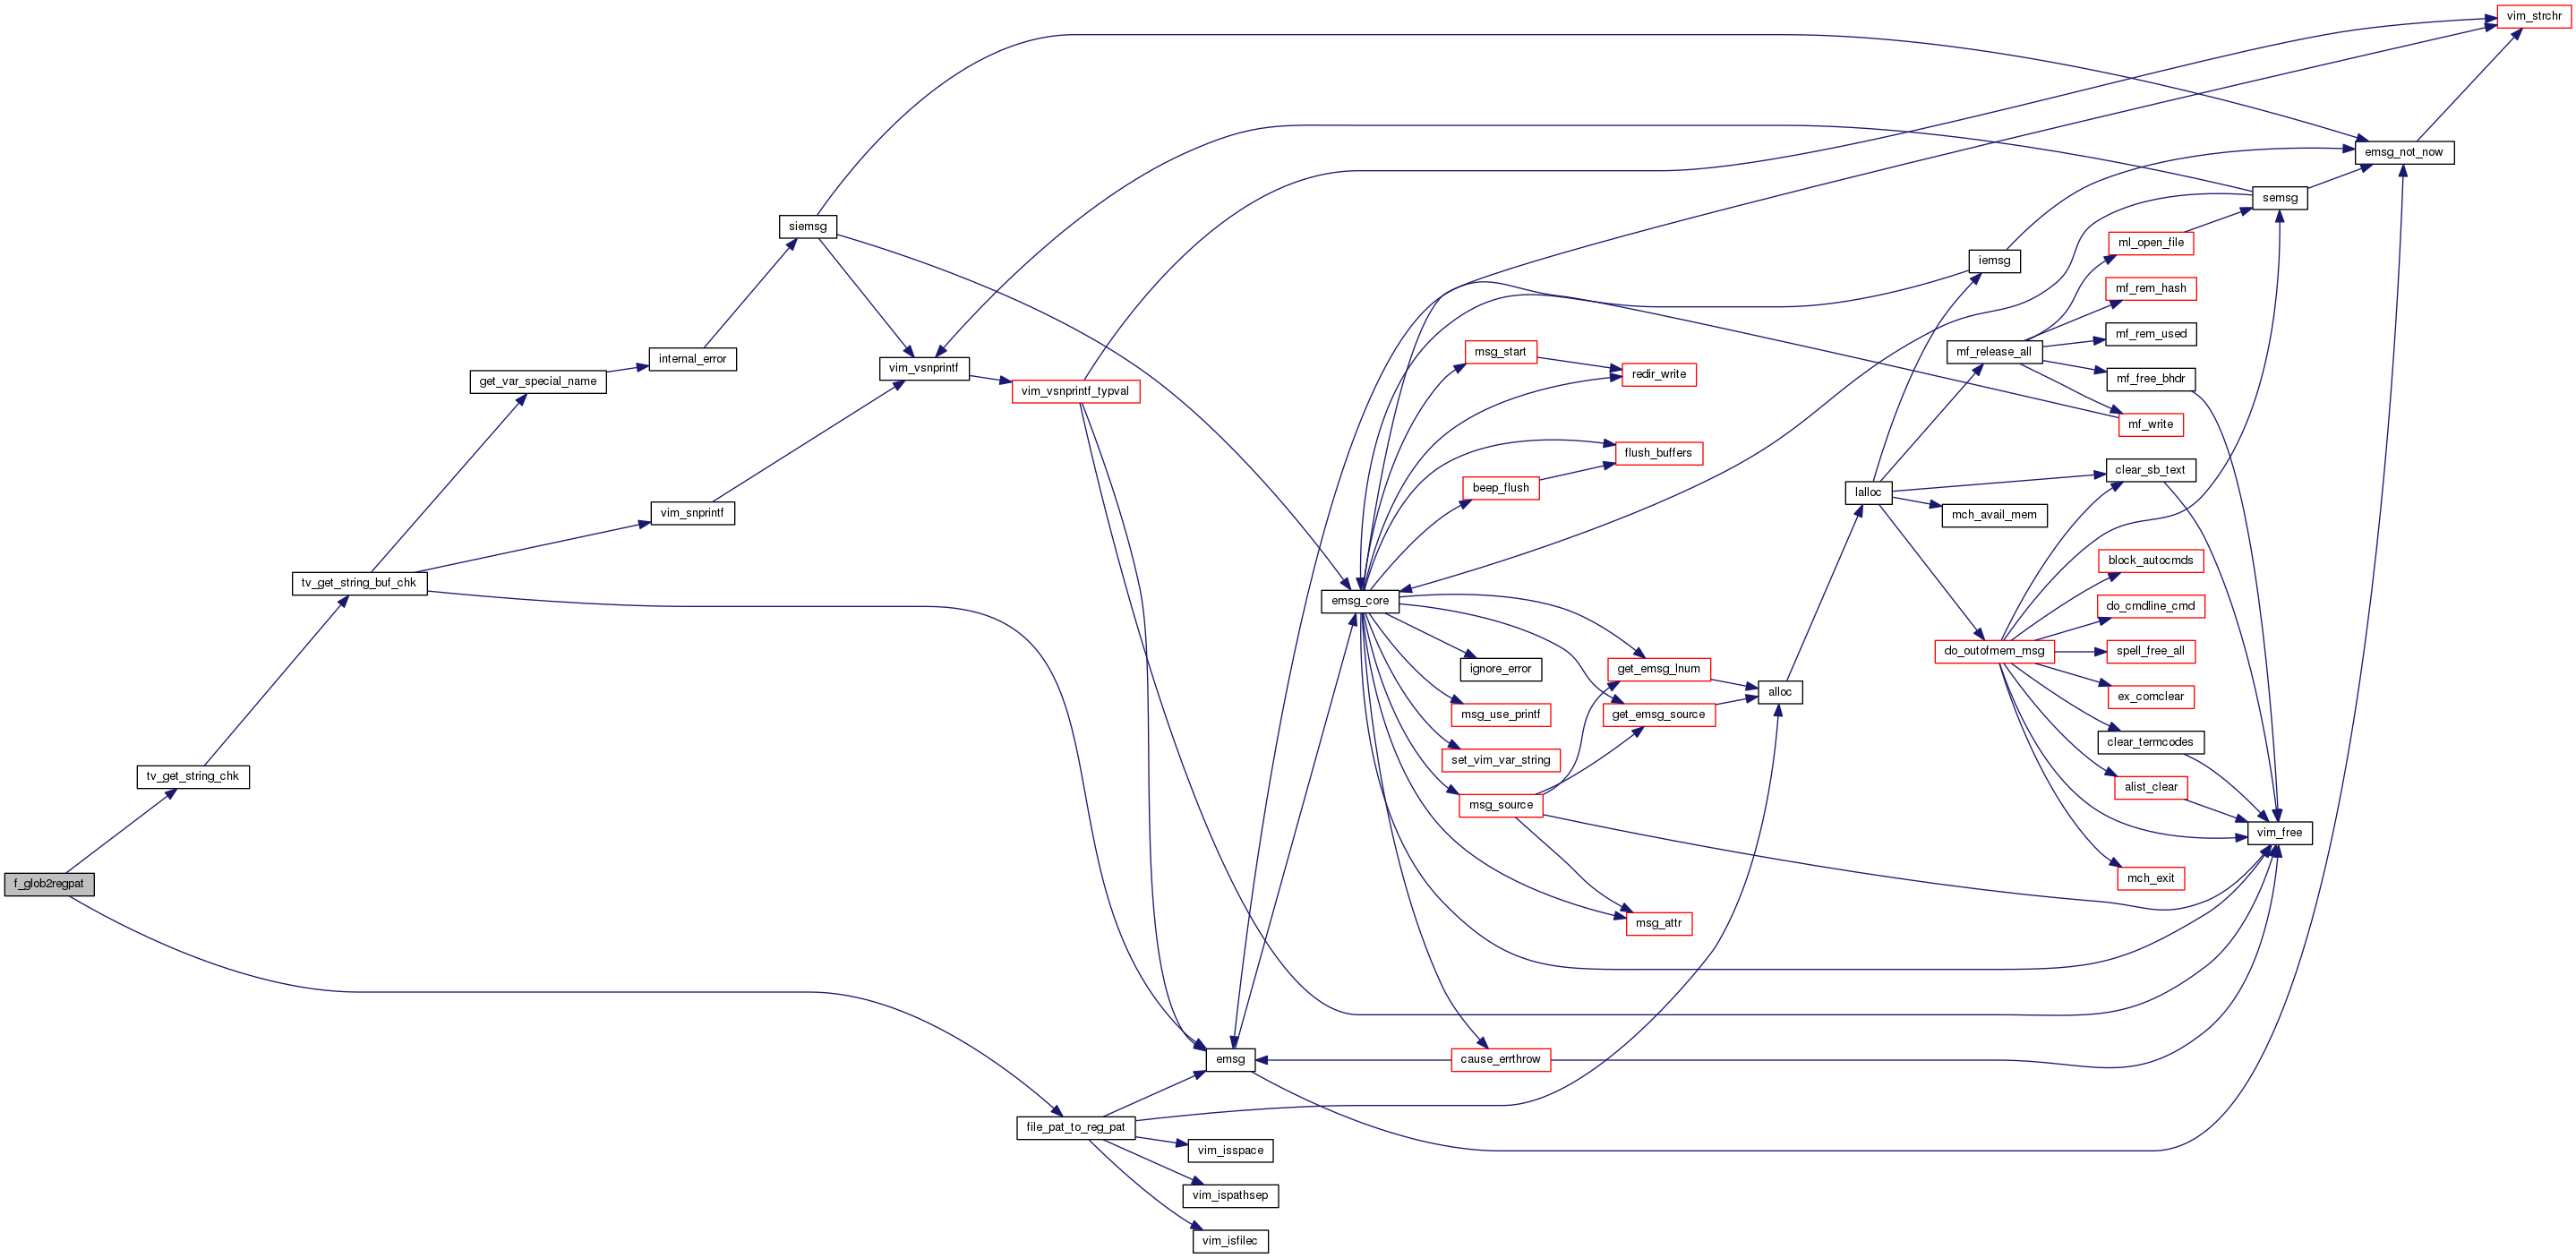 f_glob2regpat
tv_get_string_chk
tv_get_string_buf_chk
get_var_special_name
internal_error
vim_snprintf
siemsg
vim_vsnprintf
vim_vsnprintf_typval
file_pat_to_reg_pat
emsg
vim_isspace
vim_ispathsep
vim_isfilec
emsg_core
msg_start
redir_write
flush_buffers
beep_flush
ignore_error
get_emsg_lnum
msg_use_printf
get_emsg_source
set_vim_var_string
msg_source
msg_attr
cause_errthrow
alloc
lalloc
iemsg
mf_release_all
mch_avail_mem
do_outofmem_msg
ml_open_file
mf_rem_hash
mf_rem_used
mf_free_bhdr
mf_write
clear_sb_text
block_autocmds
do_cmdline_cmd
spell_free_all
ex_comclear
clear_termcodes
alist_clear
mch_exit
vim_free
semsg
emsg_not_now
vim_strchr